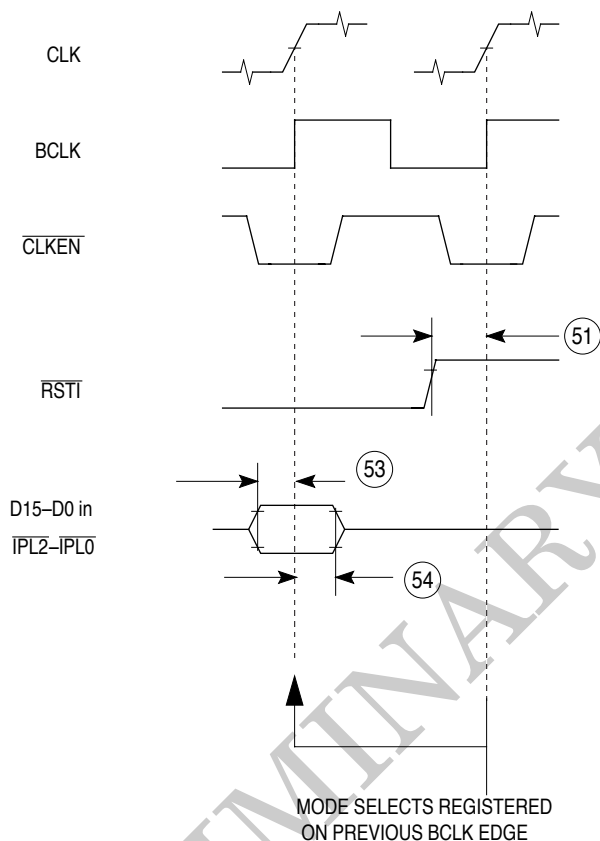 CLK
BCLK
CLKEN
51
RSTI
53
D15–D0 in
IPL2–IPL0
54
MODE SELECTS REGISTERED
ON PREVIOUS BCLK EDGE